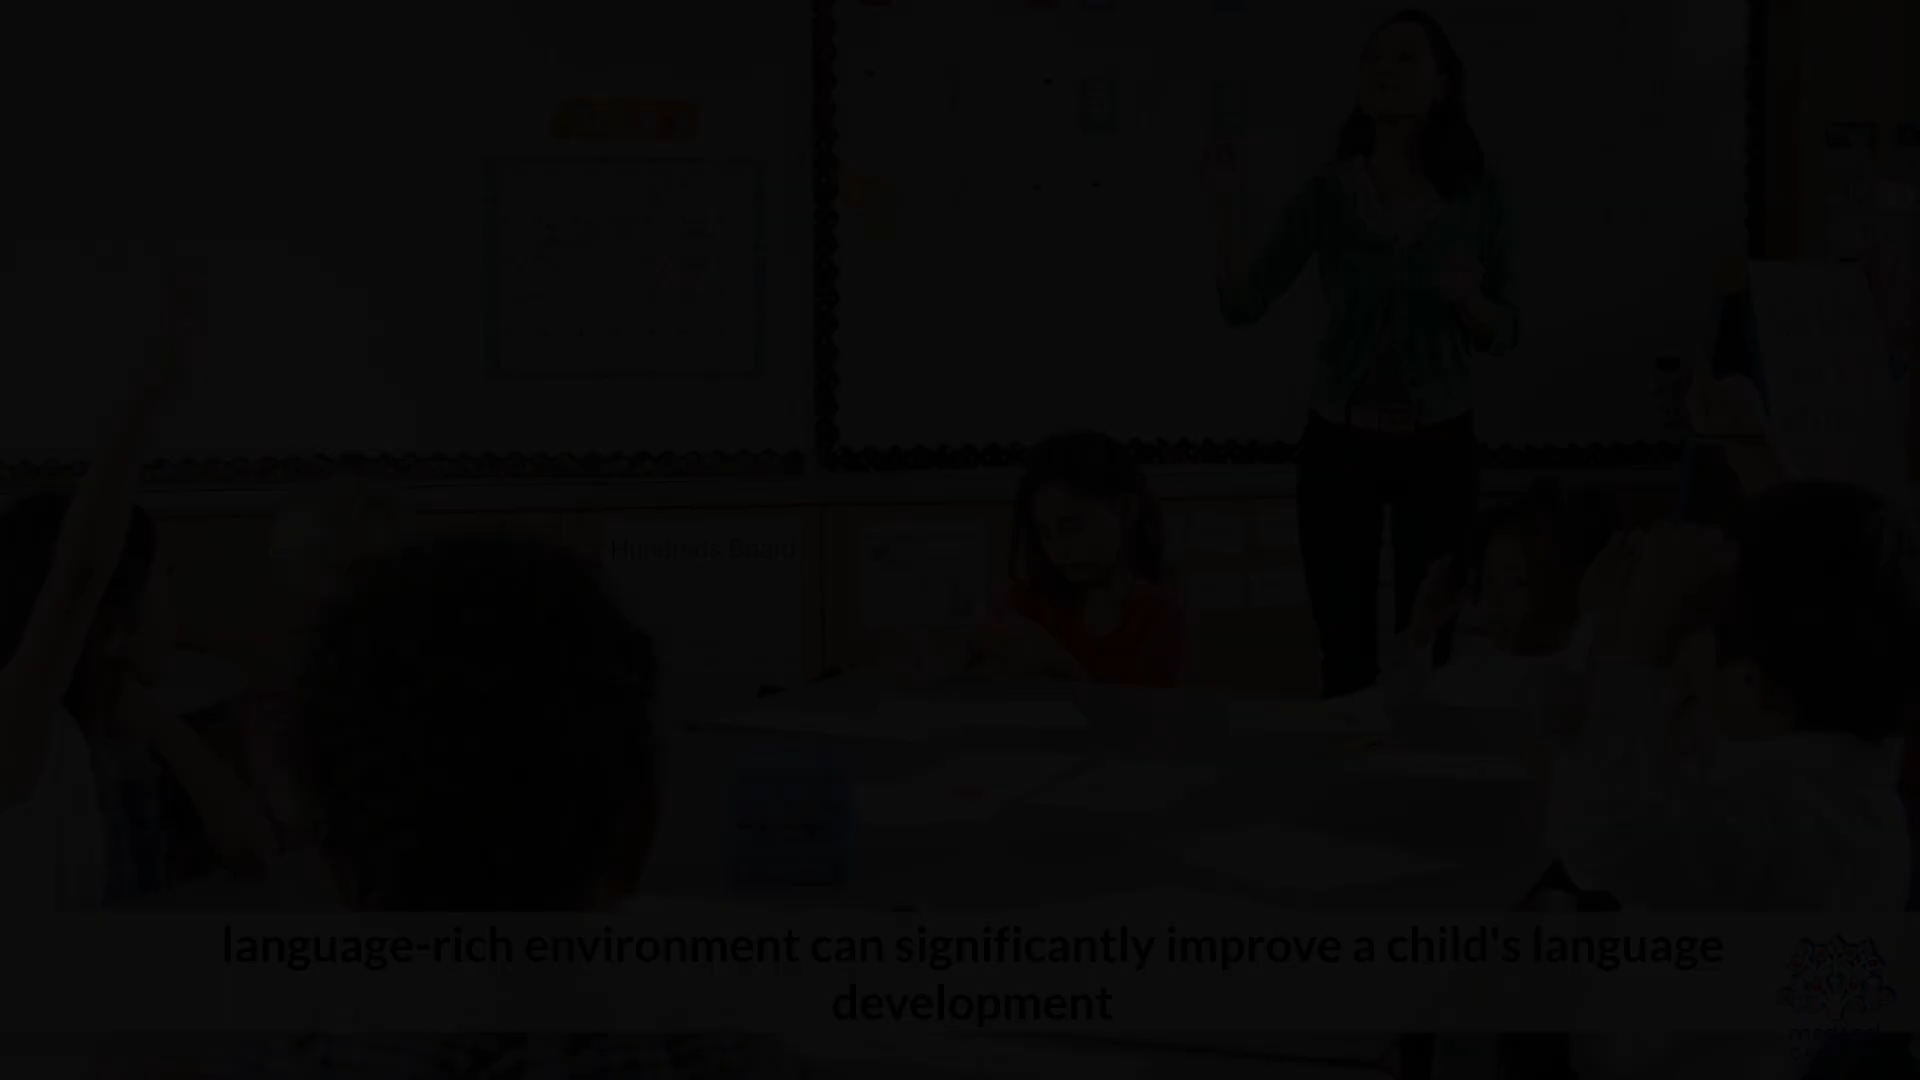 Hundreds Board
language-rich environment can significantly improve a child's language
development